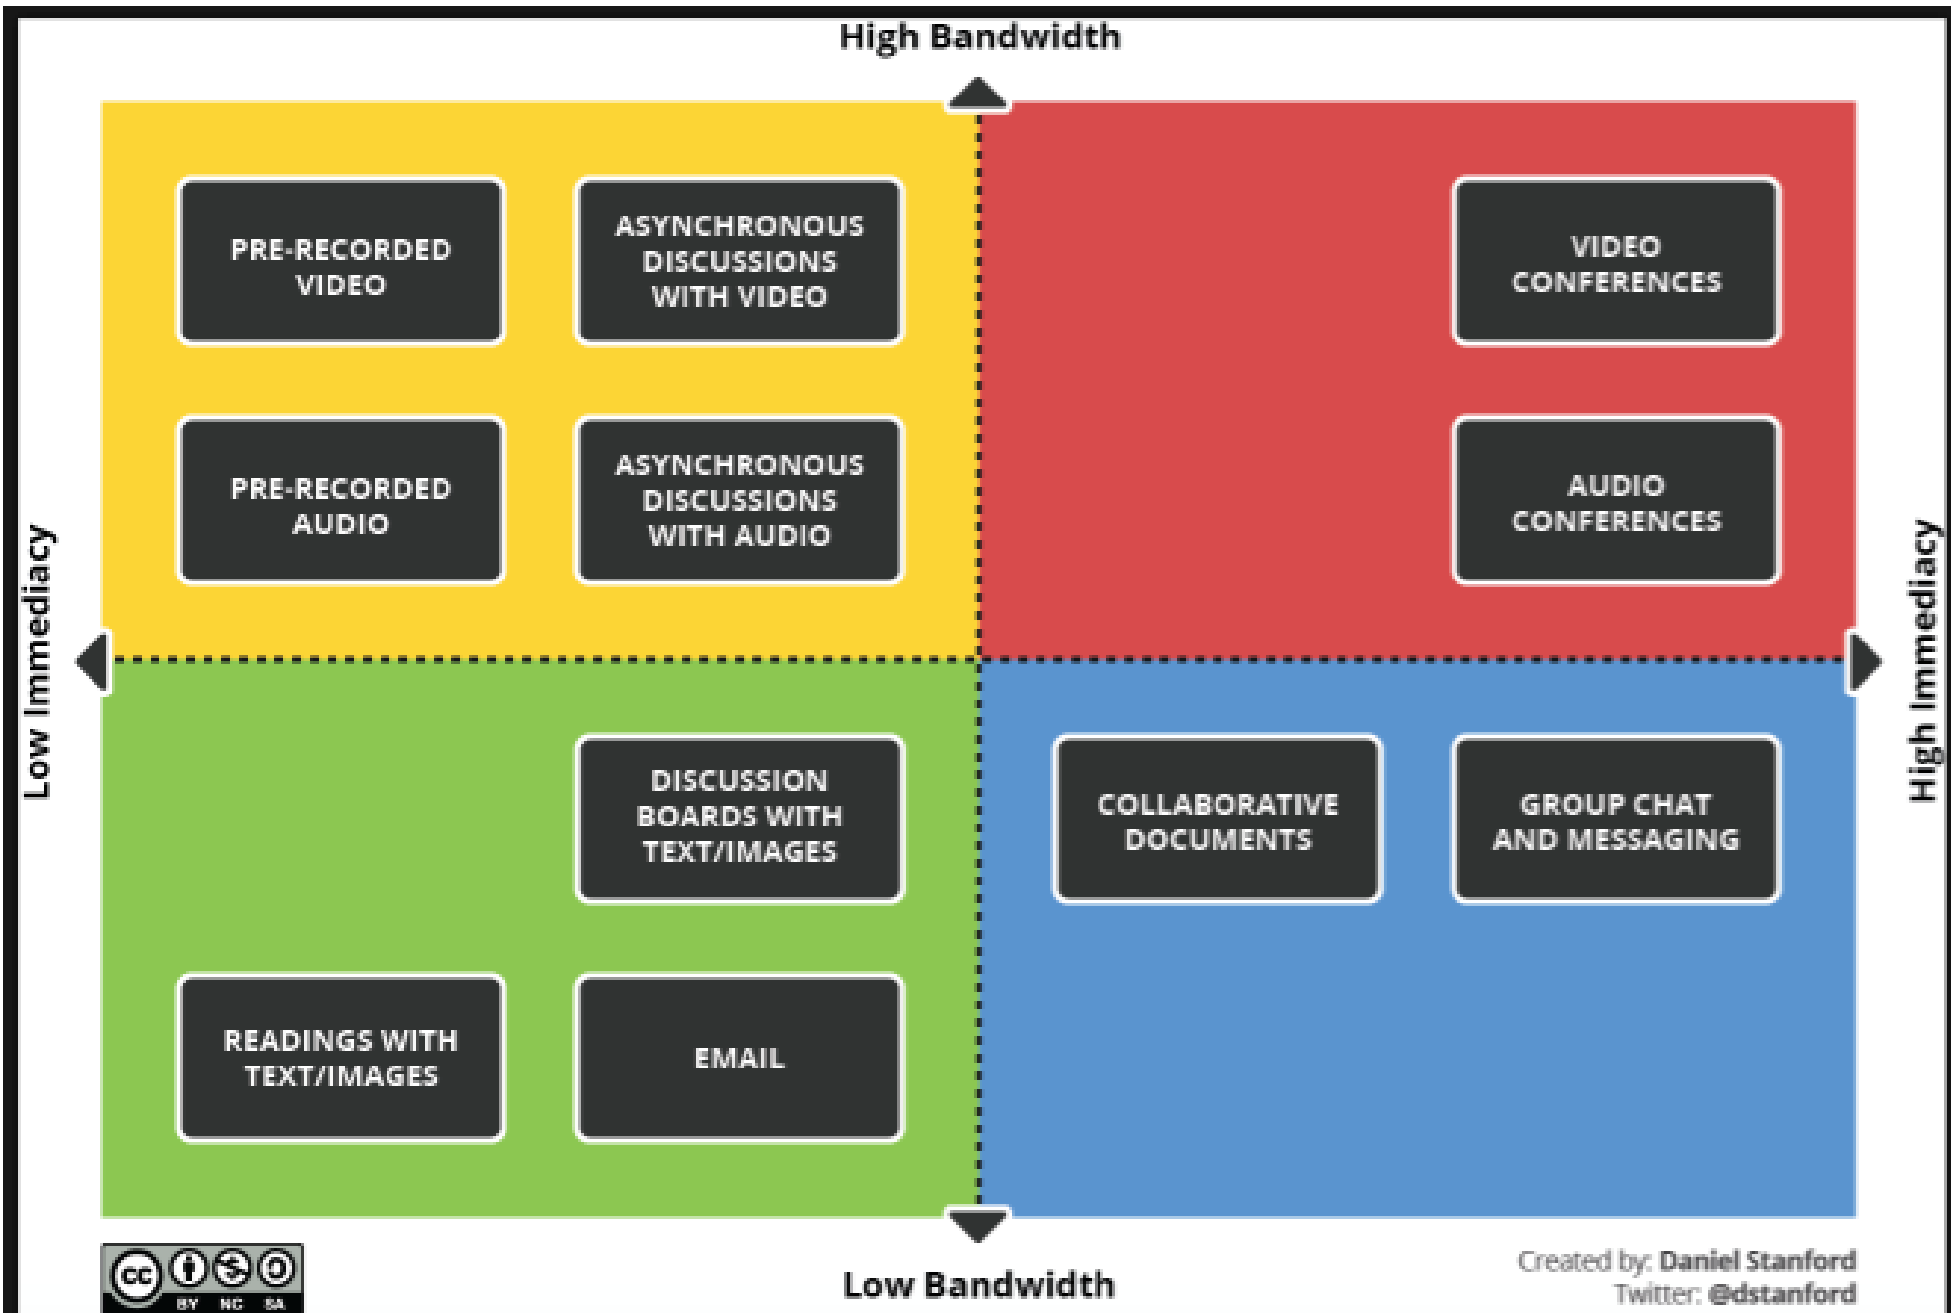 High Bandwidth
PRE-RECORDED
VIDEO
ASYNCHRONOUS
DISCUSSIONS
WITH VIDEO
VIDEO
CONFERENCES
PRE-RECORDED
AUDIO
ASYNCHRONOUS
DISCUSSIONS
WITH AUDIO
AUDIO
CONFERENCES
Low Immediacy
High Immediacy
DISCUSSION
BOARDS WITH
TEXT/IMAGES
COLLABORATIVE
DOCUMENTS
GROUP CHAT
AND MESSAGING
READINGS WITH
TEXT/IMAGES
EMAIL
Low Bandwidth
cc
BY NC SA
Created by: Daniel Stanford
Twitter: @dstanford